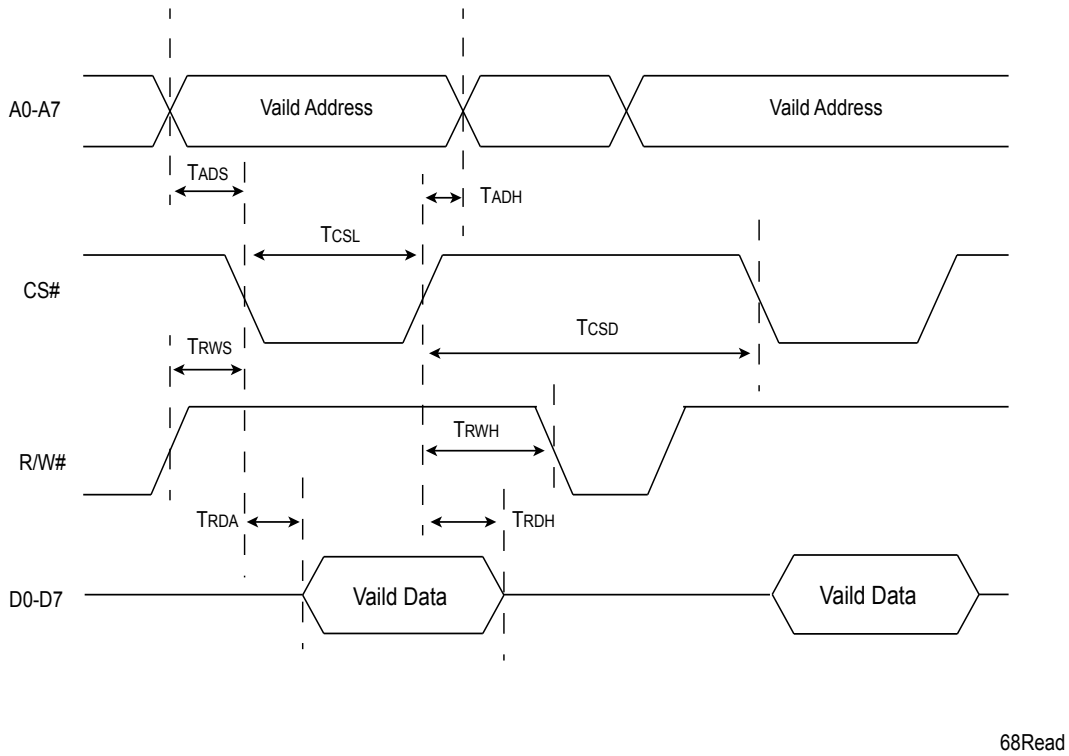 A0-A7
Vaild Address
Vaild Address
TADS
TADH
TCSL
CS#
TCSD
TRWS
TRWH
R/W#
TRDA
TRDH
D0-D7
Vaild Data
Vaild Data
68Read